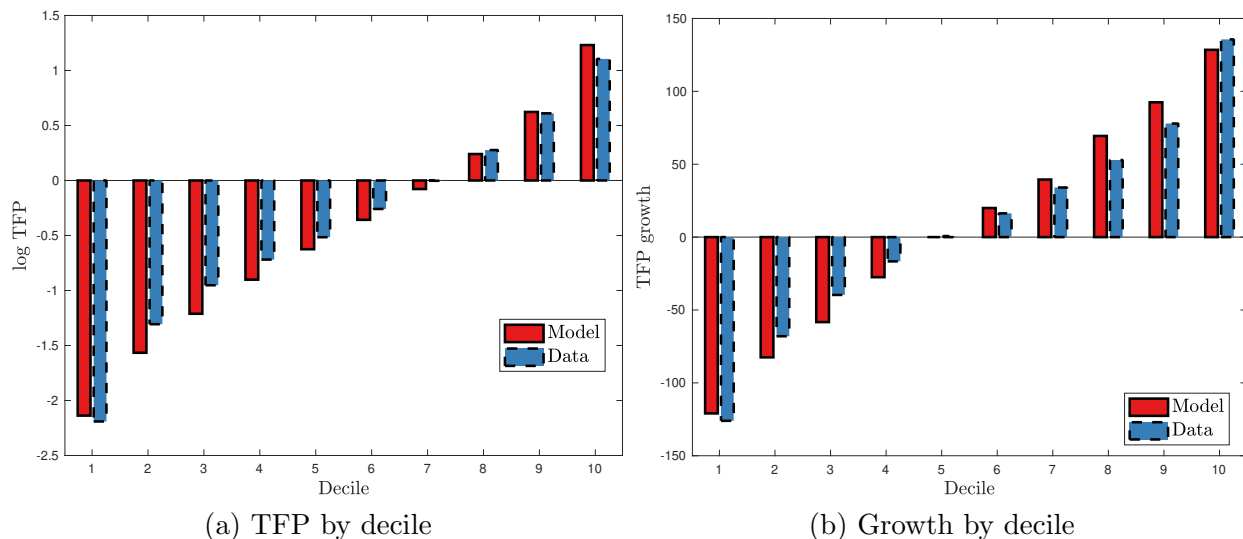 1.5
1
0.5
0
-0.5
-1
-1.5
-2
-2.5
log TFP
Model
Data
1 2 3 4 5 6 7 8 9 10
Decile
(a) TFP by decile
150
100
50
0
-50
-100
-150
TFP growth
Model
Data
1 2 3 4 5 6 7 8 9 10
Decile
(b) Growth by decile